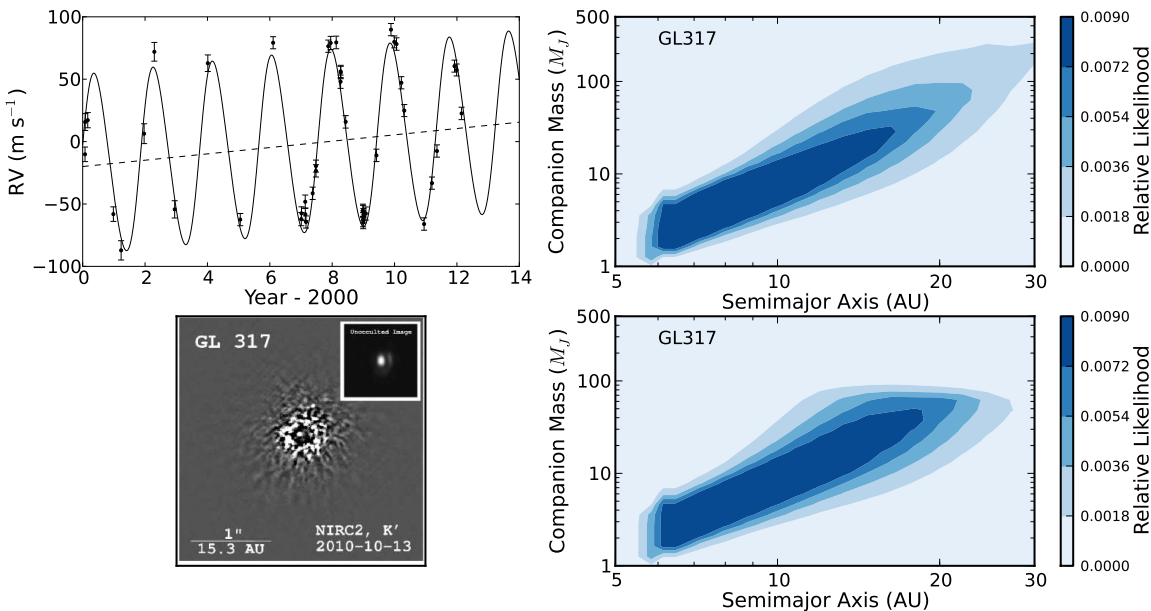 100
50
0
−50
−100
RV (m s⁻¹)
0 2 4 6 8 10 12 14
Year - 2000
GL317
500
100
10
1
Companion Mass (M_J)
5 10 20 30
Semimajor Axis (AU)
0.0090
0.0072
0.0054
0.0036
0.0018
0.0000
Relative Likelihood
GL 317
Unocculted Image
1"
15.3 AU
NIRC2, K'
2010-10-13
GL317
500
100
10
1
Companion Mass (M_J)
5 10 20 30
Semimajor Axis (AU)
0.0090
0.0072
0.0054
0.0036
0.0018
0.0000
Relative Likelihood